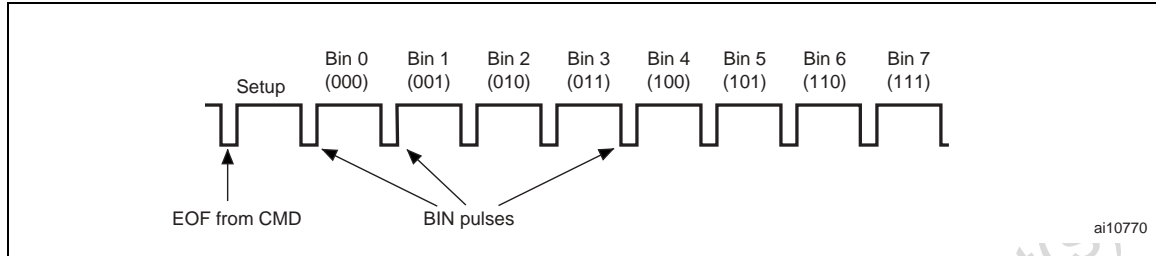 Bin 0 Bin 1 Bin 2 Bin 3 Bin 4 Bin 5 Bin 6 Bin 7
(000) (001) (010) (011) (100) (101) (110) (111)
Setup
EOF from CMD
BIN pulses
ai10770